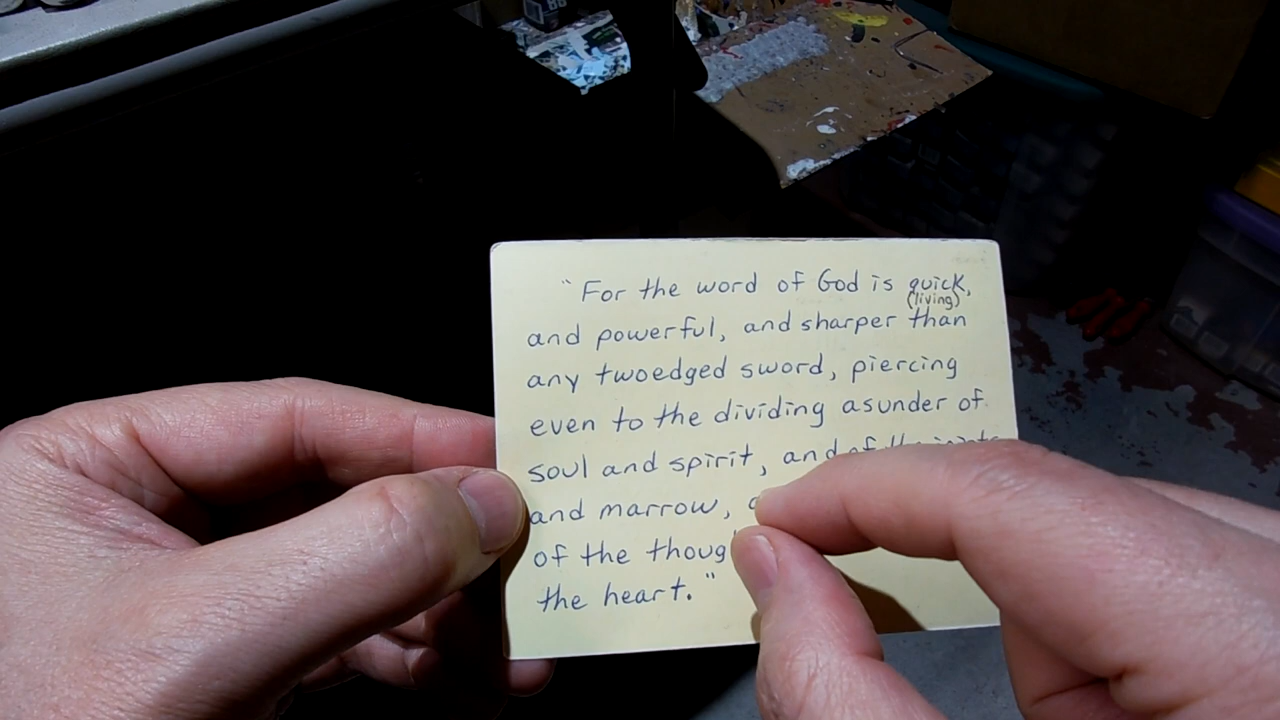 "For the word of God is quick,
(living)
and powerful, and sharper than
any twoedged sword, piercing
even to the dividing asunder of
soul and spirit, and of
and marrow,
of the
the heart."